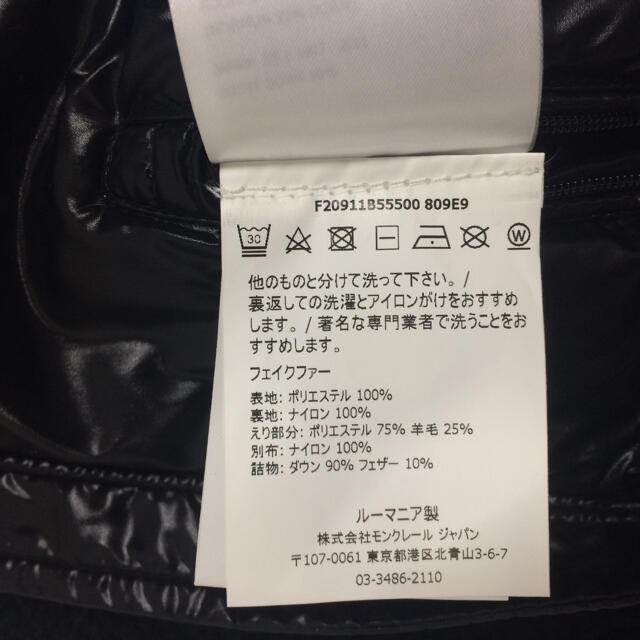 F20911B55500 809E9
30
W
他のものと分けて洗って下さい。/
裏返しての洗濯とアイロンがけをおすすめ
します。/ 著名な専門業者で洗うことをお
すすめします。
フェイクファー
表地: ポリエステル 100%
裏地: ナイロン 100%
えり部分: ポリエステル 75% 羊毛 25%
別布: ナイロン 100%
詰物: ダウン 90% フェザー 10%
ルーマニア製
株式会社モンクレール ジャパン
〒107-0061 東京都港区北青山3-6-7
03-3486-2110